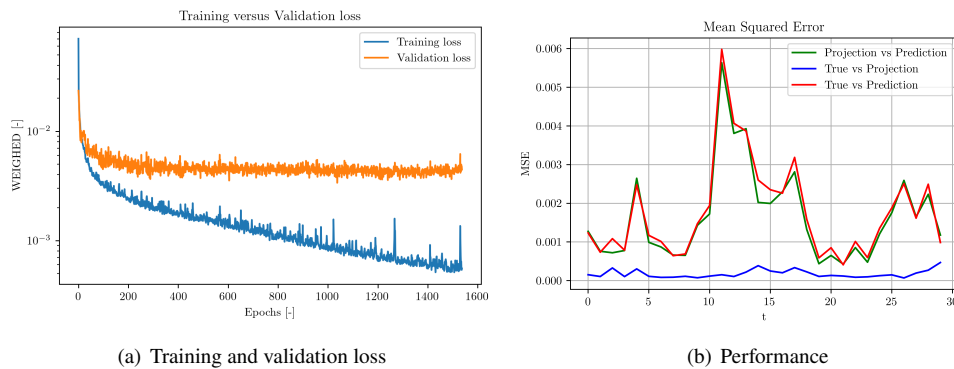 Training versus Validation loss
Training loss
Validation loss
WEIGHED [-]
10⁻²
10⁻³
0
200
400
600
800
1000
1200
1400
1600
Epochs [-]
(a) Training and validation loss
Mean Squared Error
Projection vs Prediction
True vs Projection
True vs Prediction
MSE
0.006
0.005
0.004
0.003
0.002
0.001
0.000
0
5
10
15
20
25
30
t
(b) Performance